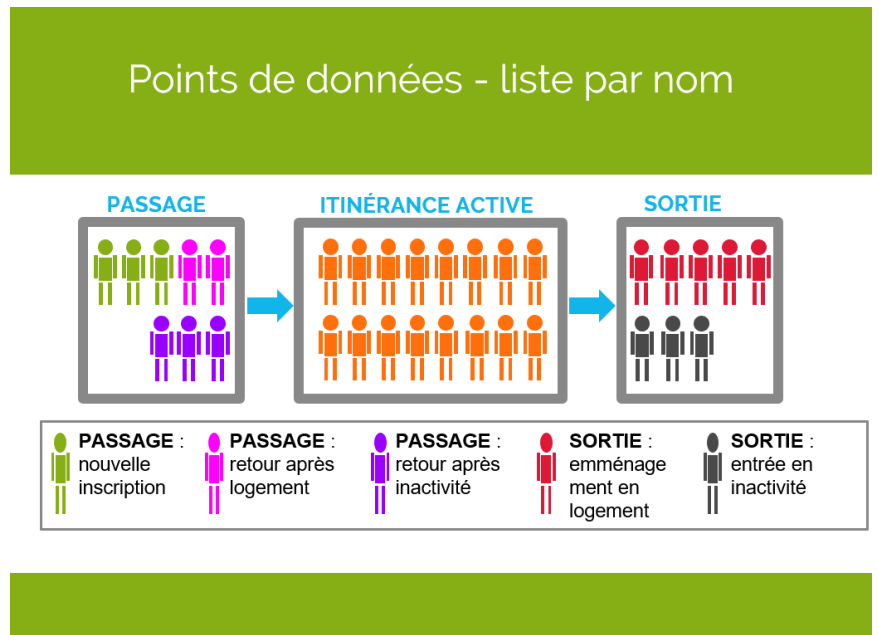 Points de données - liste par nom
PASSAGE
ITINÉRANCE ACTIVE
SORTIE
PASSAGE :
nouvelle
inscription
PASSAGE :
retour après
logement
PASSAGE :
retour après
inactivité
SORTIE :
emménage
ment en
logement
SORTIE :
entrée en
inactivité